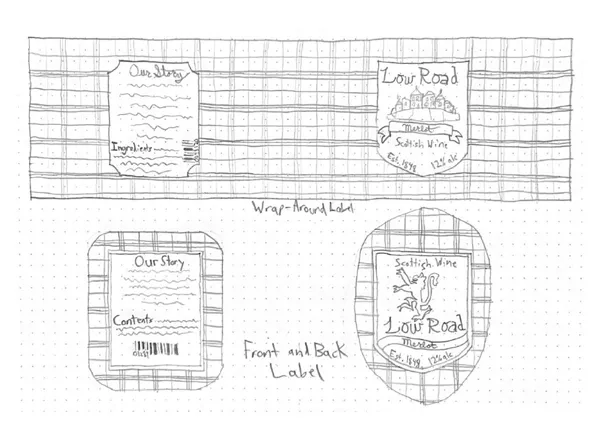 Our Story
Ingredients
Low Road
Merlot
Scottish Wine
Est. 1848 12% alc
Wrap-Around Label
Our Story
Contents
Scottish Wine
Low Road
Merlot
Est. 1848 12% alc
Front and Back
Label